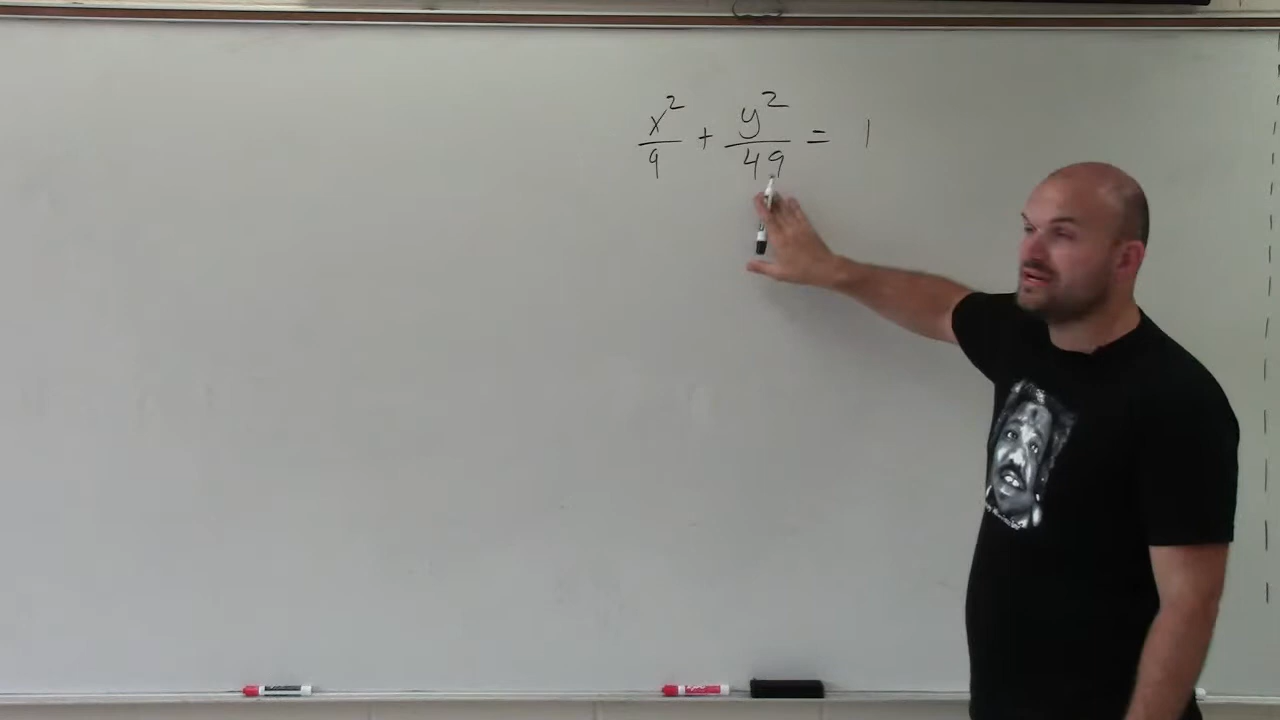 x²/9 + y²/49 = 1